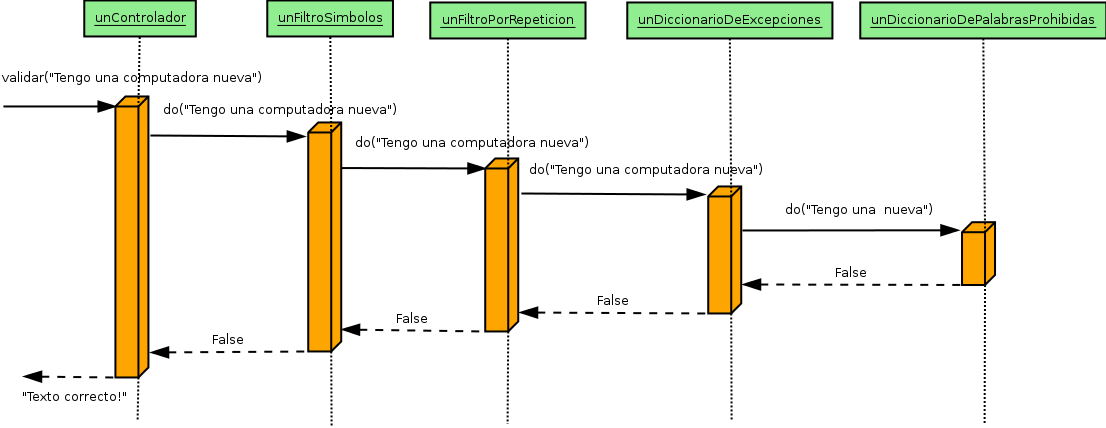 unControlador
unFiltroSimbolos
unFiltroPorRepeticion
unDiccionarioDeExcepciones
unDiccionarioDePalabrasProhibidas
validar("Tengo una computadora nueva")
do("Tengo una computadora nueva")
do("Tengo una computadora nueva")
do("Tengo una computadora nueva")
do("Tengo una  nueva")
False
False
False
False
"Texto correcto!"